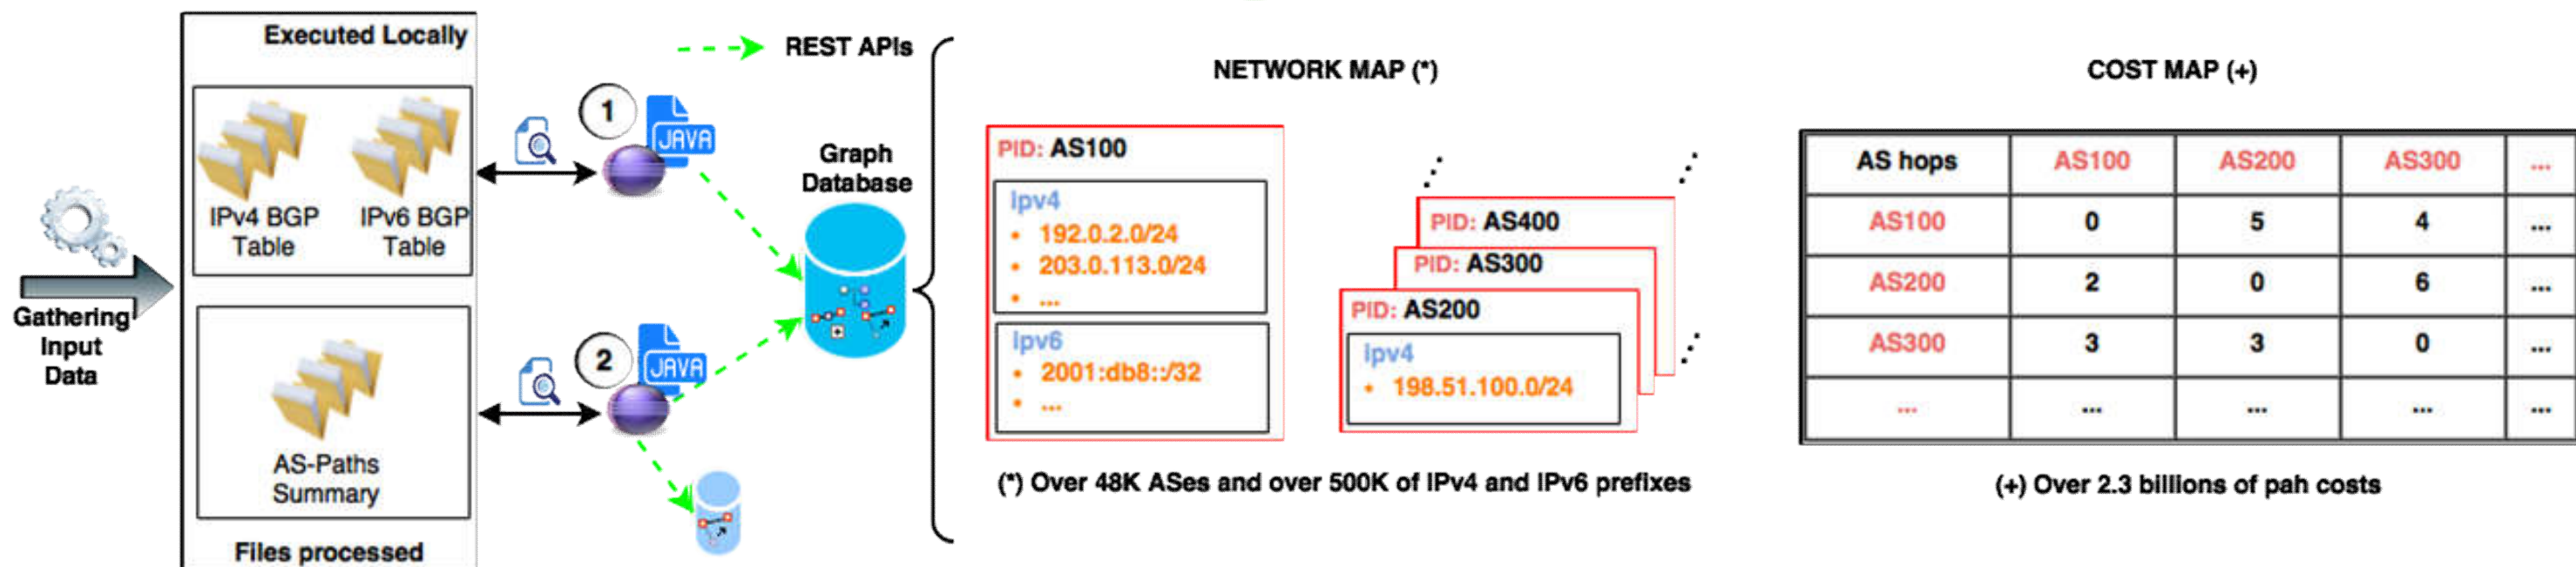 Executed Locally
IPv4 BGP
Table
IPv6 BGP
Table
AS-Paths
Summary
Files processed
Gathering
Input
Data
REST APIs
1
JAVA
2
JAVA
Graph
Database
NETWORK MAP (*)
PID: AS100
Ipv4
• 192.0.2.0/24
• 203.0.113.0/24
• ...
Ipv6
• 2001:db8::/32
• ...
PID: AS400
PID: AS300
PID: AS200
Ipv4
• 198.51.100.0/24
(*) Over 48K ASes and over 500K of IPv4 and IPv6 prefixes
COST MAP (+)
AS hops AS100 AS200 AS300 ...
AS100 0 5 4 ...
AS200 2 0 6 ...
AS300 3 3 0 ...
... ... ... ... ...
(+) Over 2.3 billions of pah costs